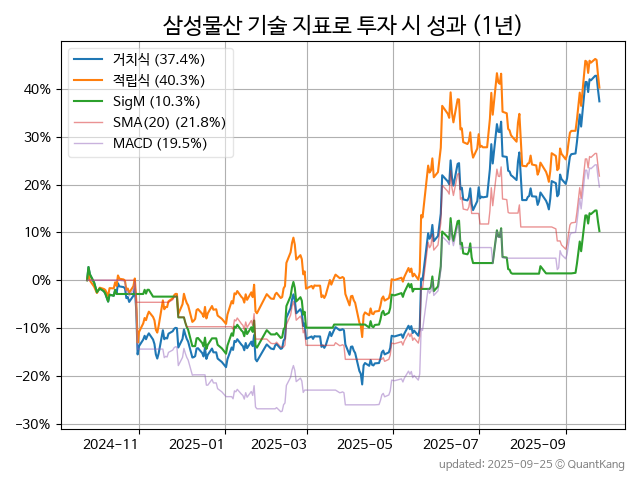 삼성물산 기술 지표로 투자 시 성과 (1년)
거치식 (37.4%)
적립식 (40.3%)
SigM (10.3%)
SMA(20) (21.8%)
MACD (19.5%)
40%
30%
20%
10%
0%
−10%
−20%
−30%
2024-11
2025-01
2025-03
2025-05
2025-07
2025-09
updated: 2025-09-25 © QuantKang